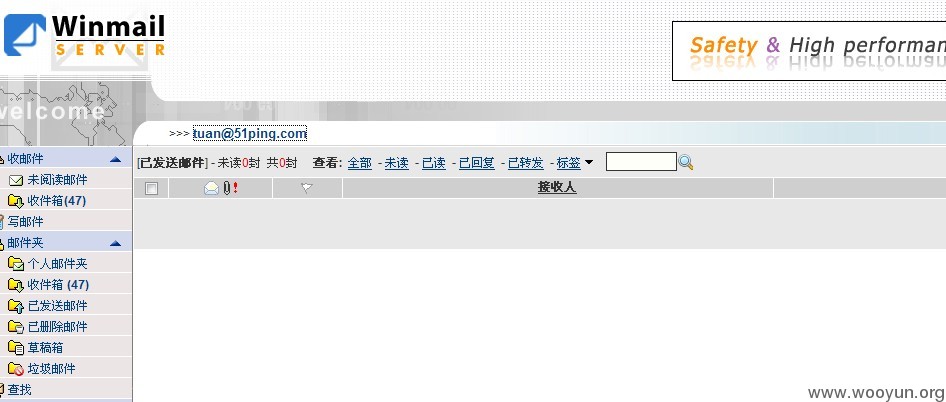 Winmail
SERVER
Safety & High performan
welcome
>>> tuan@51ping.com
收邮件
[已发送邮件] - 未读0封 共0封 查看: 全部 - 未读 - 已读 - 已回复 - 已转发 - 标签
未阅读邮件
接收人
收件箱(47)
写邮件
邮件夹
个人邮件夹
收件箱 (47)
已发送邮件
已删除邮件
草稿箱
垃圾邮件
查找
www.wooyun.org